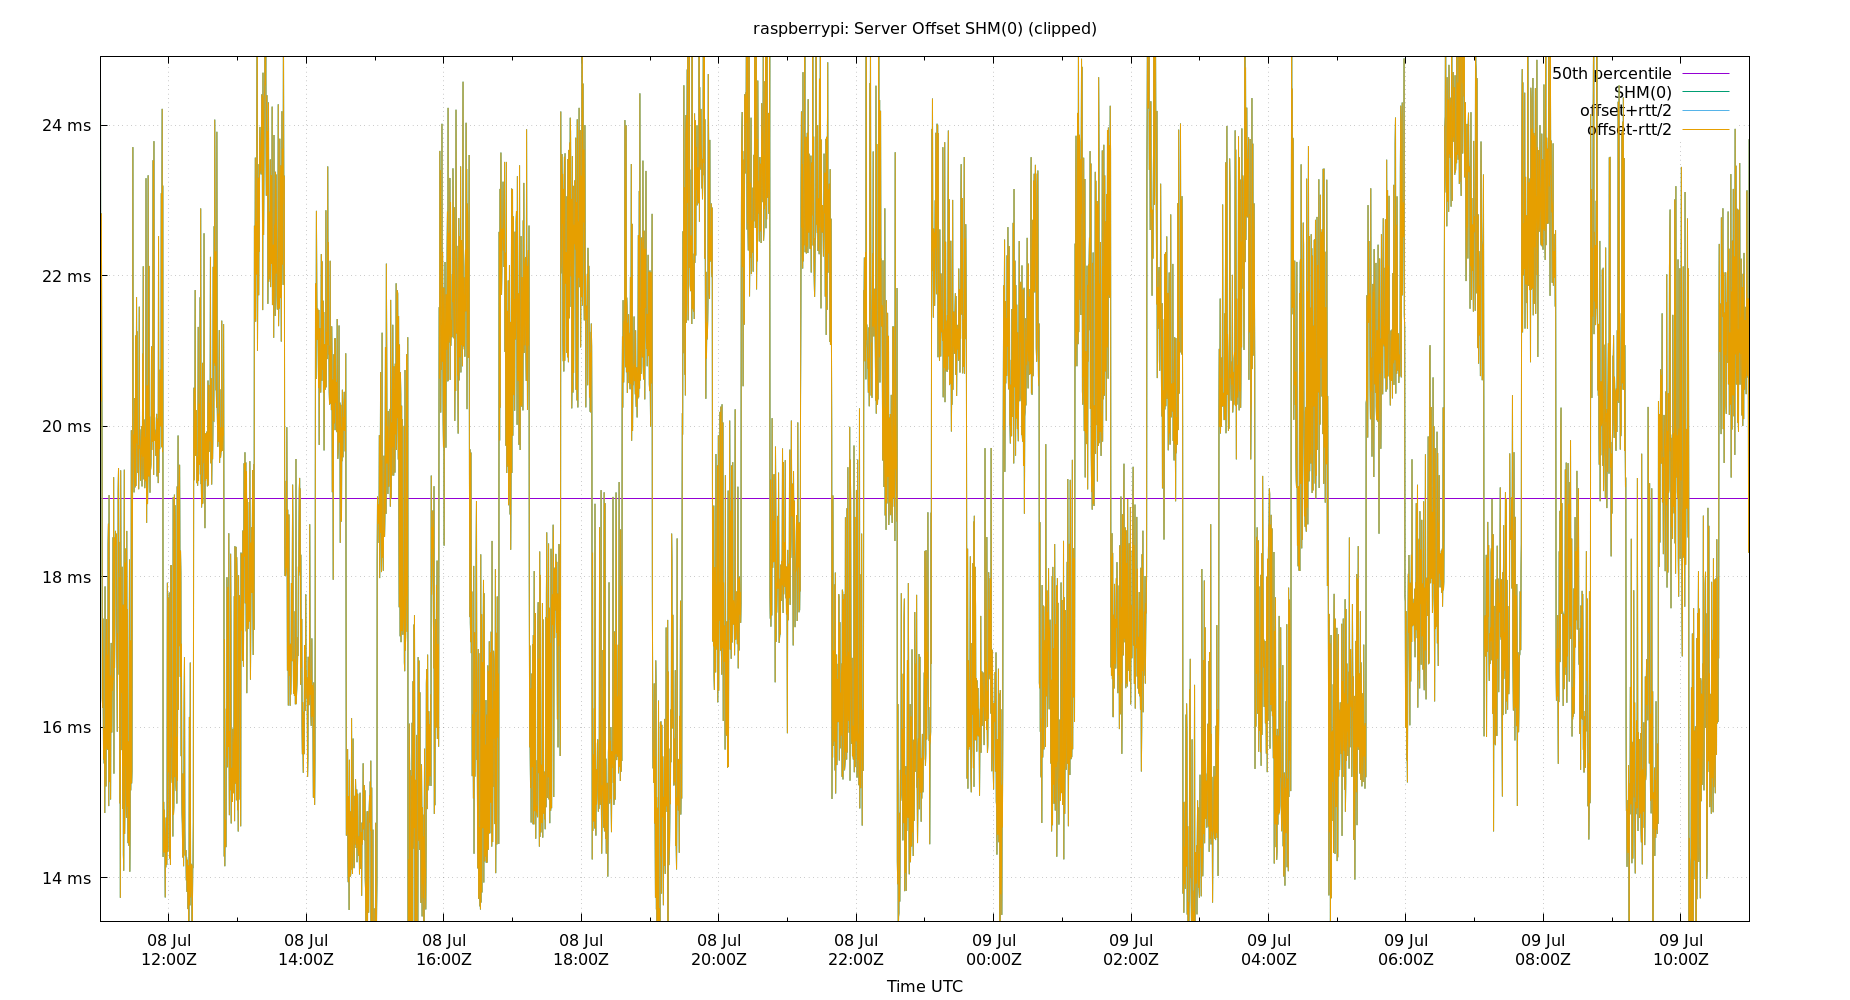 raspberrypi: Server Offset SHM(0) (clipped)
50th percentile
SHM(0)
offset+rtt/2
offset-rtt/2
24 ms
22 ms
20 ms
18 ms
16 ms
14 ms
08 Jul 08 Jul 08 Jul 08 Jul 08 Jul 08 Jul 09 Jul 09 Jul 09 Jul 09 Jul 09 Jul 09 Jul
12:00Z 14:00Z 16:00Z 18:00Z 20:00Z 22:00Z 00:00Z 02:00Z 04:00Z 06:00Z 08:00Z 10:00Z
Time UTC